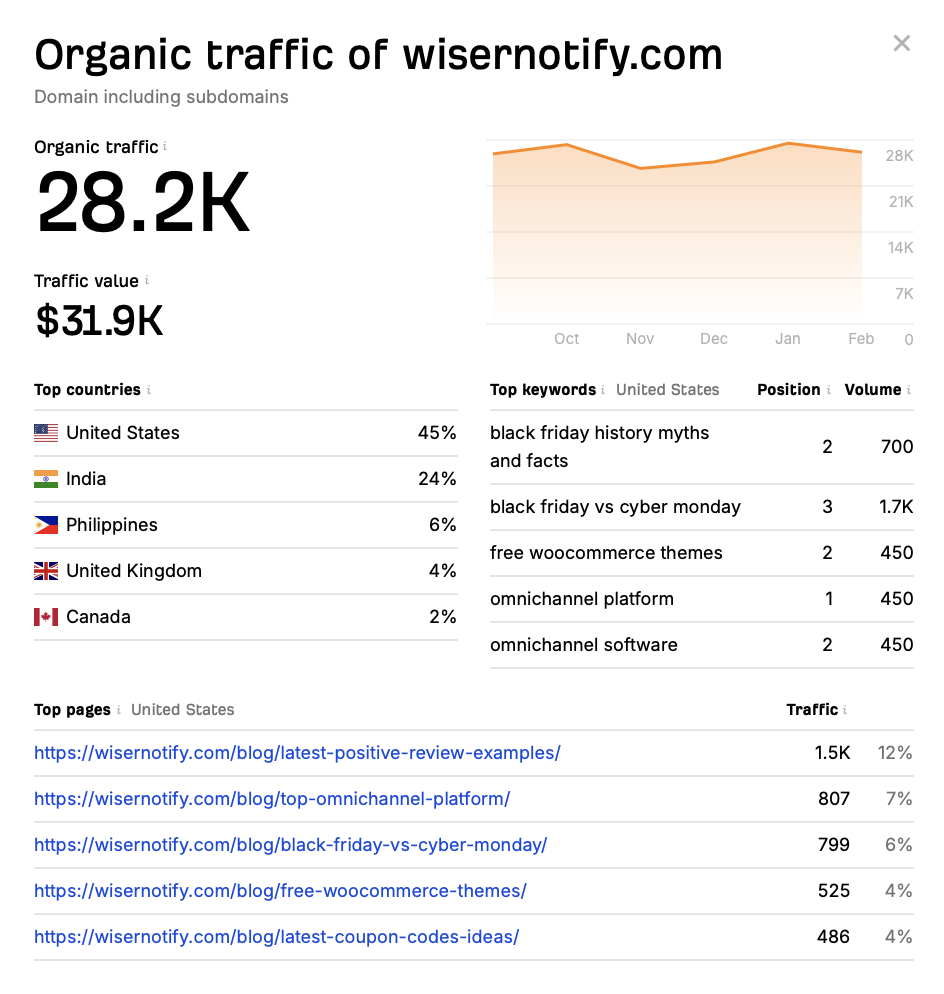 Organic traffic of wisernotify.com
Domain including subdomains
Organic traffic i
28.2K
Traffic value i
$31.9K
28K
21K
14K
7K
0
Oct Nov Dec Jan Feb
Top countries i
United States 45%
India 24%
Philippines 6%
United Kingdom 4%
Canada 2%
Top keywords i United States Position i Volume i
black friday history myths
and facts 2 700
black friday vs cyber monday 3 1.7K
free woocommerce themes 2 450
omnichannel platform 1 450
omnichannel software 2 450
Top pages i United States Traffic i
https://wisernotify.com/blog/latest-positive-review-examples/ 1.5K 12%
https://wisernotify.com/blog/top-omnichannel-platform/ 807 7%
https://wisernotify.com/blog/black-friday-vs-cyber-monday/ 799 6%
https://wisernotify.com/blog/free-woocommerce-themes/ 525 4%
https://wisernotify.com/blog/latest-coupon-codes-ideas/ 486 4%